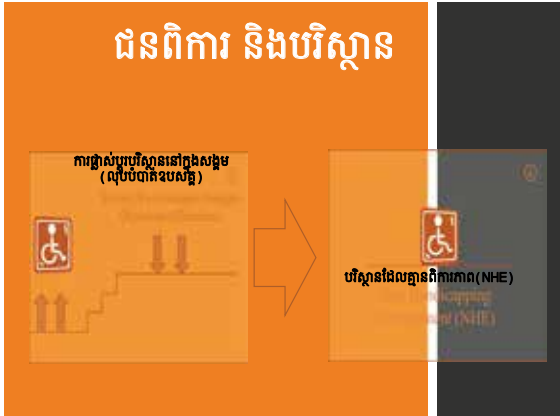 ជនពិការ និងបរិស្ថាន
ការផ្លាស់ប្តូរបរិស្ថាននៅក្នុងសង្គម
(លុបបំបាត់ឧបសគ្គ)
បរិស្ថានដែលគ្មានពិការភាព(NHE)
(NHE)